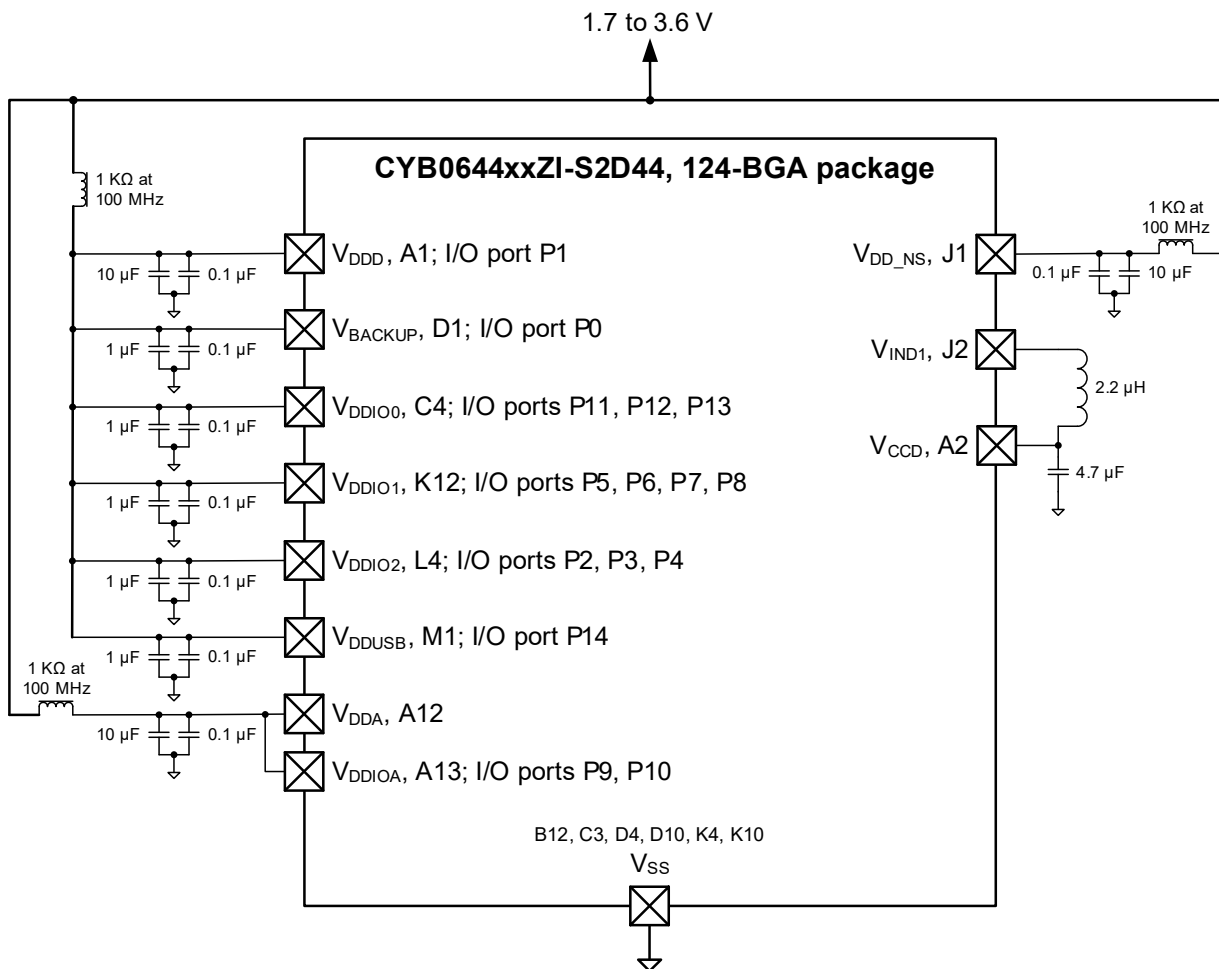 1.7 to 3.6 V
CYB0644xxZI-S2D44, 124-BGA package
1 KΩ at
100 MHz
10 µF
0.1 µF
VDDD, A1; I/O port P1
1 µF
0.1 µF
VBACKUP, D1; I/O port P0
1 µF
0.1 µF
VDDIO0, C4; I/O ports P11, P12, P13
1 µF
0.1 µF
VDDIO1, K12; I/O ports P5, P6, P7, P8
1 µF
0.1 µF
VDDIO2, L4; I/O ports P2, P3, P4
1 µF
0.1 µF
VDDUSB, M1; I/O port P14
1 KΩ at
100 MHz
10 µF
0.1 µF
VDDA, A12
VDDIOA, A13; I/O ports P9, P10
VDD_NS, J1
0.1 µF
10 µF
1 KΩ at
100 MHz
VIND1, J2
2.2 µH
VCCD, A2
4.7 µF
B12, C3, D4, D10, K4, K10
VSS